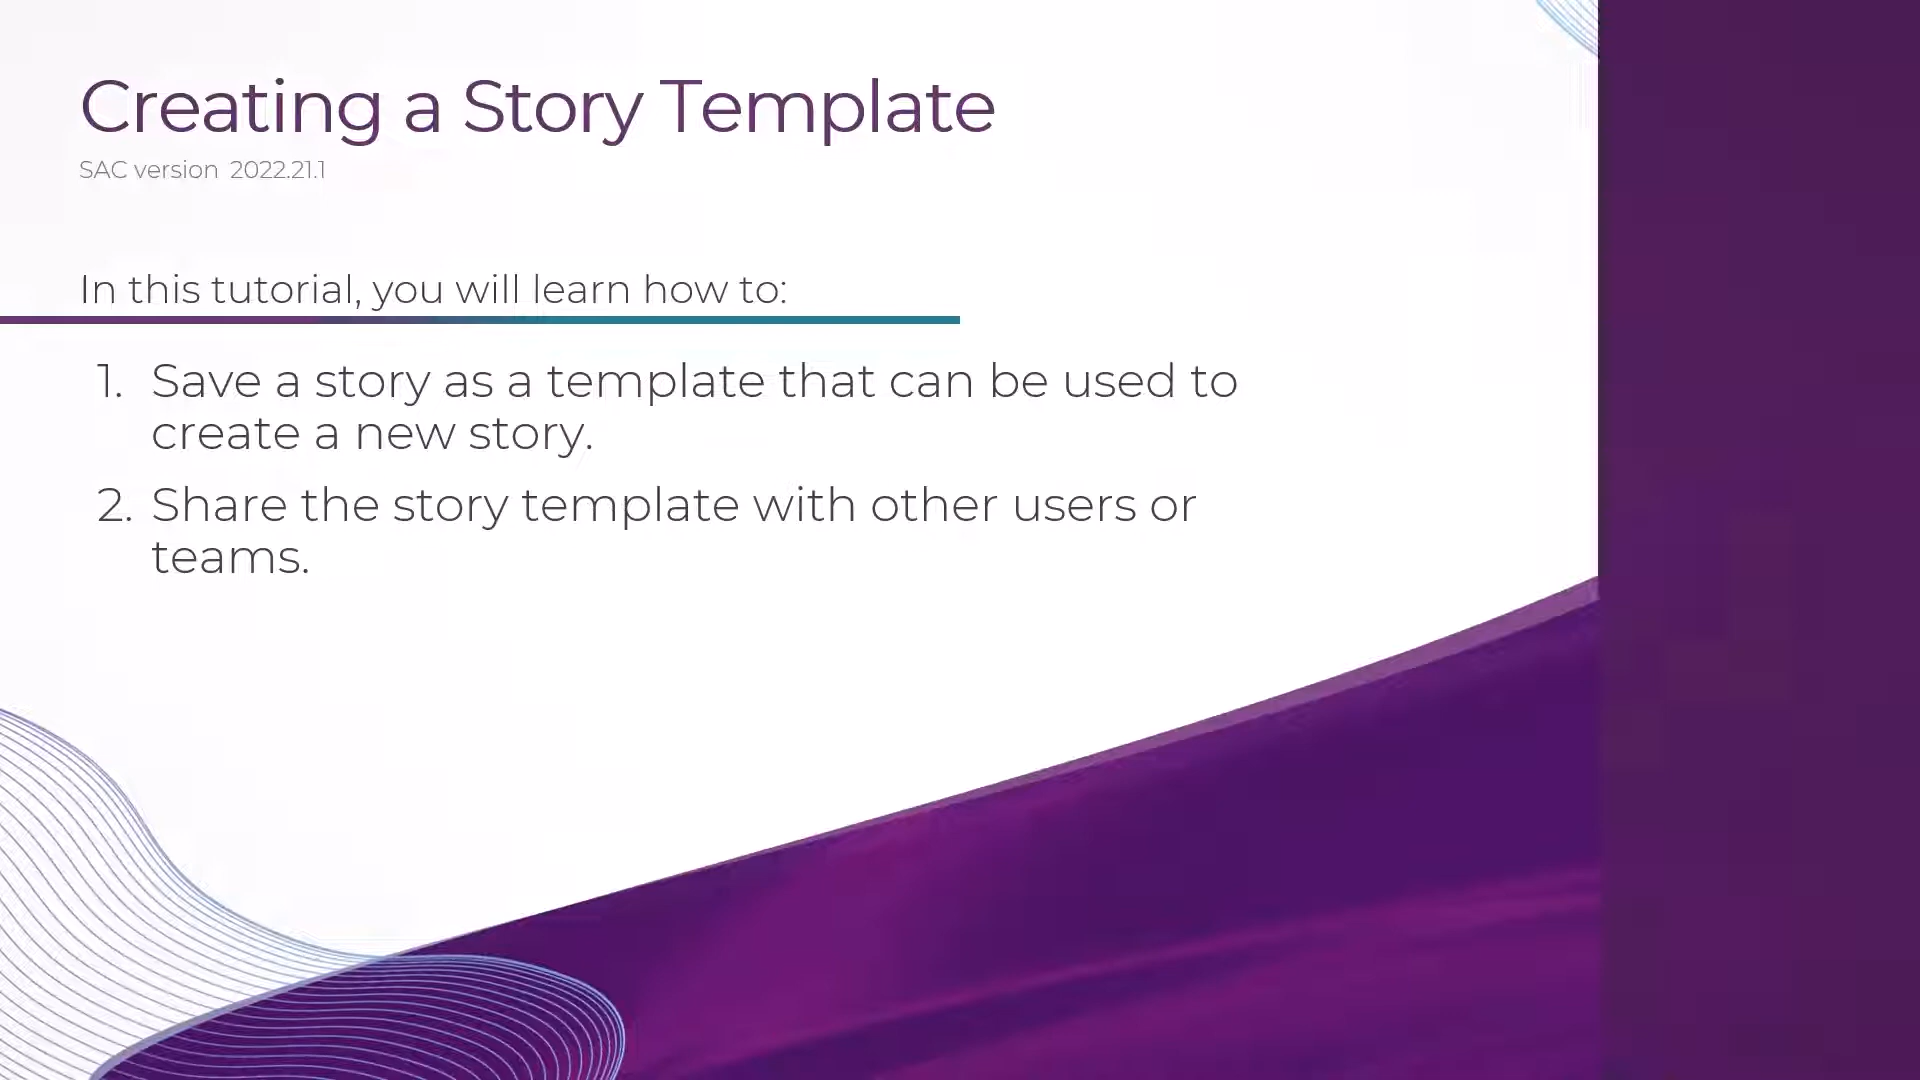 Creating a Story Template
SAC version 2022.21.1
In this tutorial, you will learn how to:
1. Save a story as a template that can be used to
create a new story.
2. Share the story template with other users or
teams.